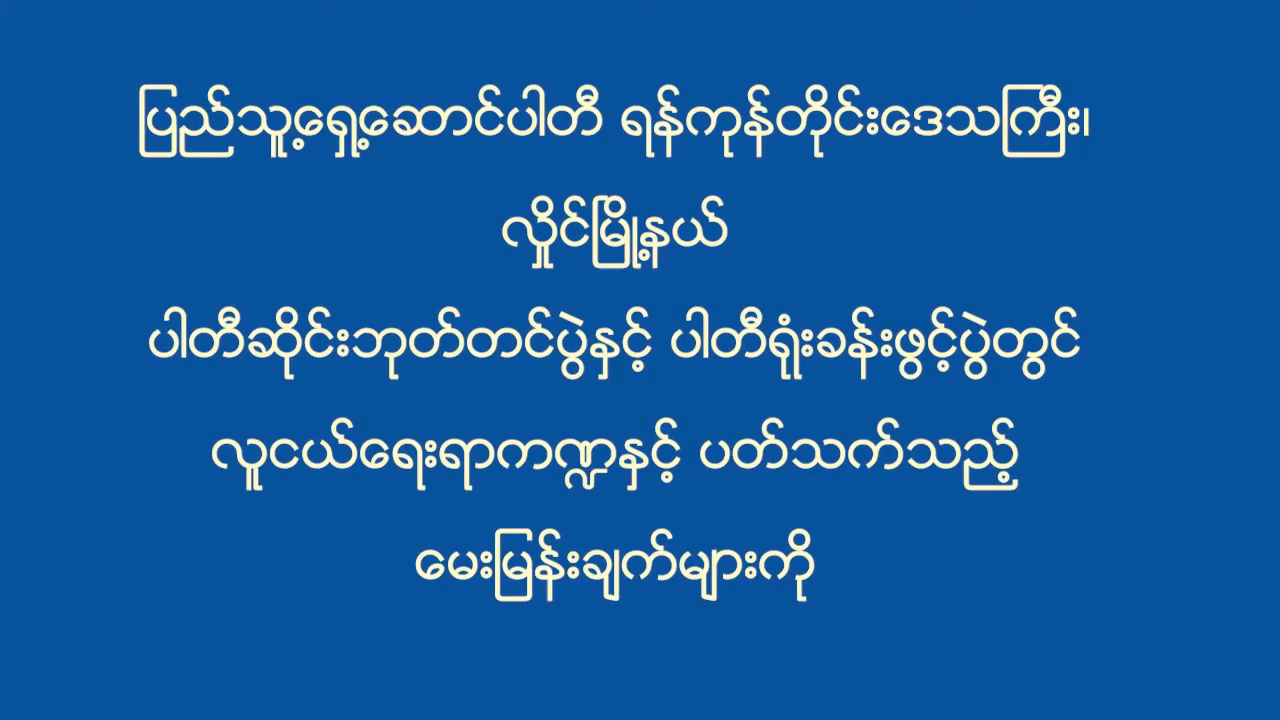 ပြည်သူ့ရှေ့ဆောင်ပါတီ ရန်ကုန်တိုင်းဒေသကြီး၊
လှိုင်မြို့နယ်
ပါတီဆိုင်းဘုတ်တင်ပွဲနှင့် ပါတီရုံးခန်းဖွင့်ပွဲတွင်
လူငယ်ရေးရာကဏ္ဍနှင့် ပတ်သက်သည့်
မေးမြန်းချက်များကို